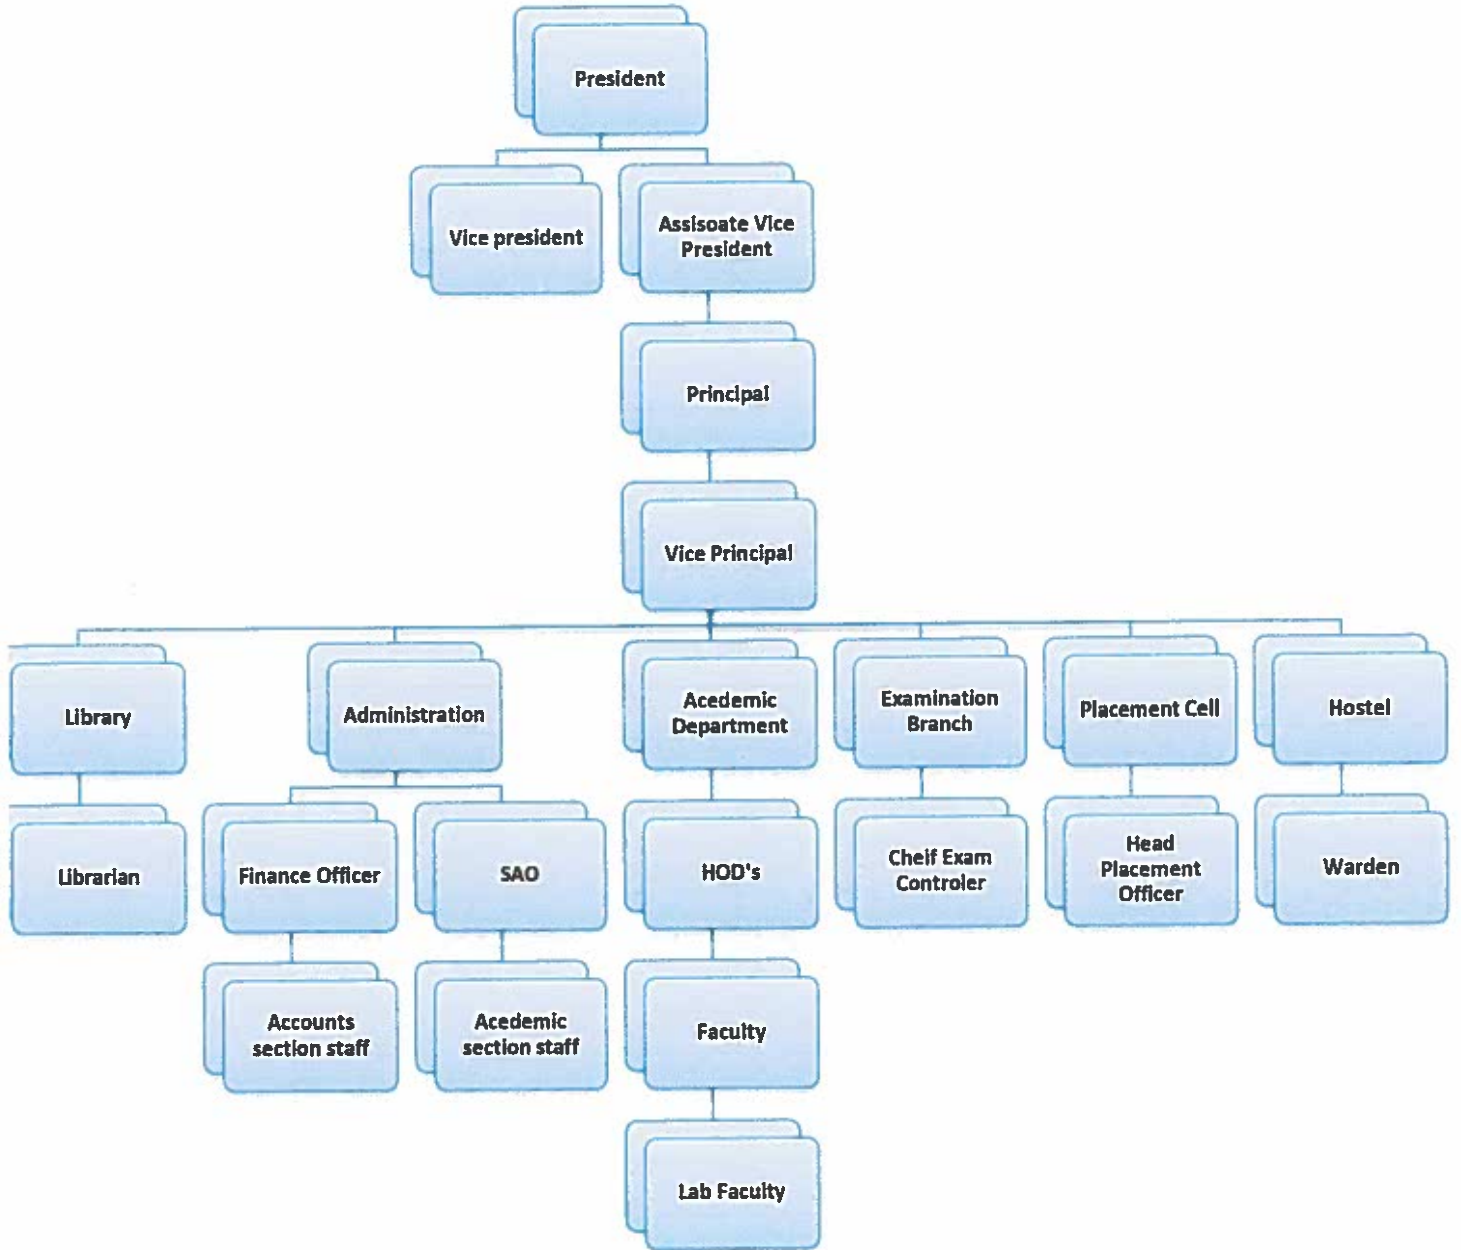 President
Vice president
Assisoate Vice
President
Principal
Vice Principal
Library
Administration
Acedemic
Department
Examination
Branch
Placement Cell
Hostel
Librarian
Finance Officer
SAO
HOD's
Cheif Exam
Controler
Head
Placement
Officer
Warden
Accounts
section staff
Acedemic
section staff
Faculty
Lab Faculty